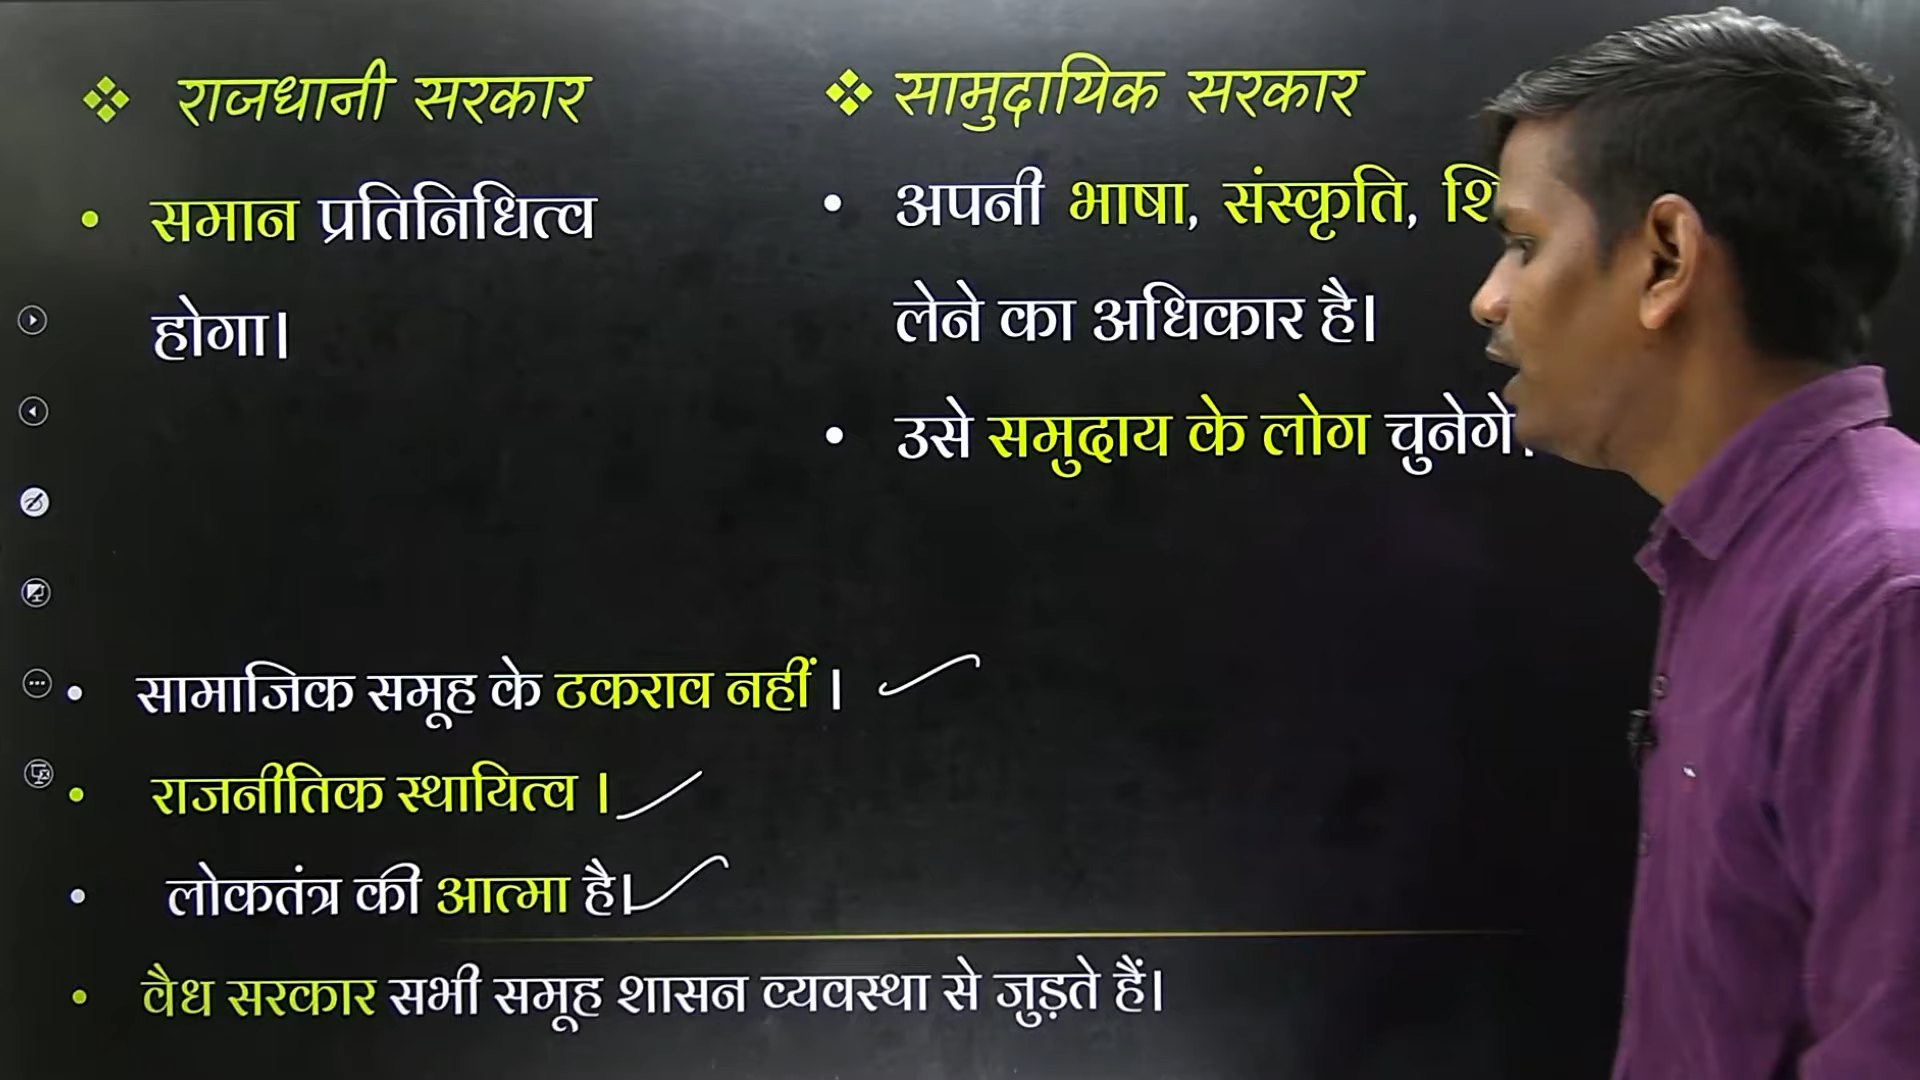 राजधानी सरकार
समान प्रतिनिधित्व
होगा।
सामुदायिक सरकार
अपनी भाषा, संस्कृति,
लेने का अधिकार है।
उसे समुदाय के लोग चुनेगे।
सामाजिक समूह के टकराव नहीं ।
राजनीतिक स्थायित्व ।
लोकतंत्र की आत्मा है।
वैध सरकार सभी समूह शासन व्यवस्था से जुड़ते हैं।